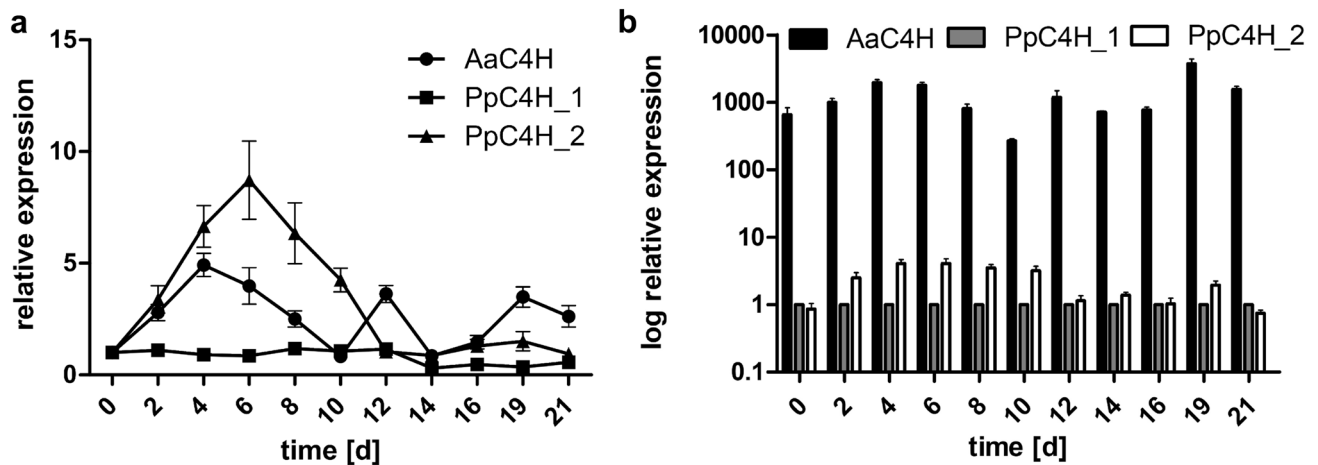 a
15
10
5
0
relative expression
AaC4H
PpC4H_1
PpC4H_2
0 2 4 6 8 10 12 14 16 19 21
time [d]
b
10000
1000
100
10
1
0.1
log relative expression
AaC4H PpC4H_1 PpC4H_2
0 2 4 6 8 10 12 14 16 19 21
time [d]